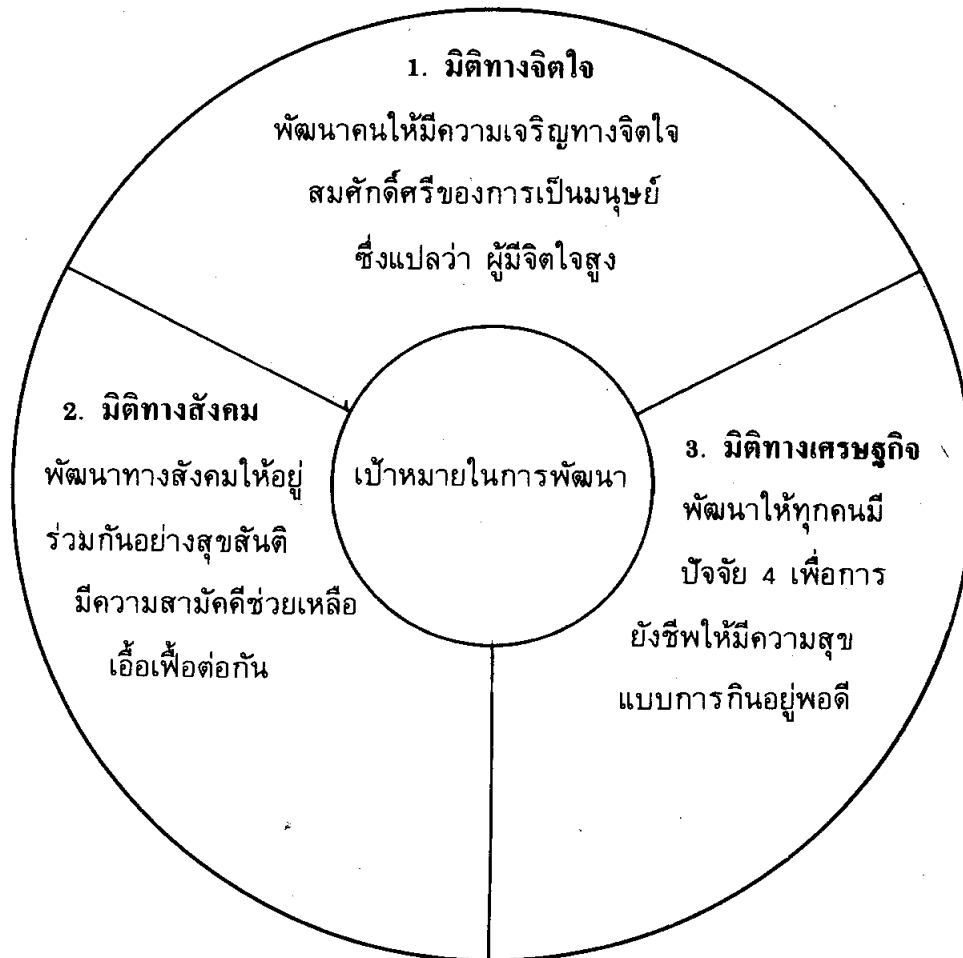 1. มิติทางจิตใจ
พัฒนาคนให้มีความเจริญทางจิตใจ
สมศักดิ์ศรีของการเป็นมนุษย์
ซึ่งแปลว่า ผู้มีจิตใจสูง
2. มิติทางสังคม
พัฒนาทางสังคมให้อยู่
ร่วมกันอย่างสุขสันติ
มีความสามัคคีช่วยเหลือ
เอื้อเฟื้อต่อกัน
เป้าหมายในการพัฒนา
3. มิติทางเศรษฐกิจ
พัฒนาให้ทุกคนมี
ปัจจัย 4 เพื่อการ
ยังชีพให้มีความสุข
แบบการกินอยู่พอดี